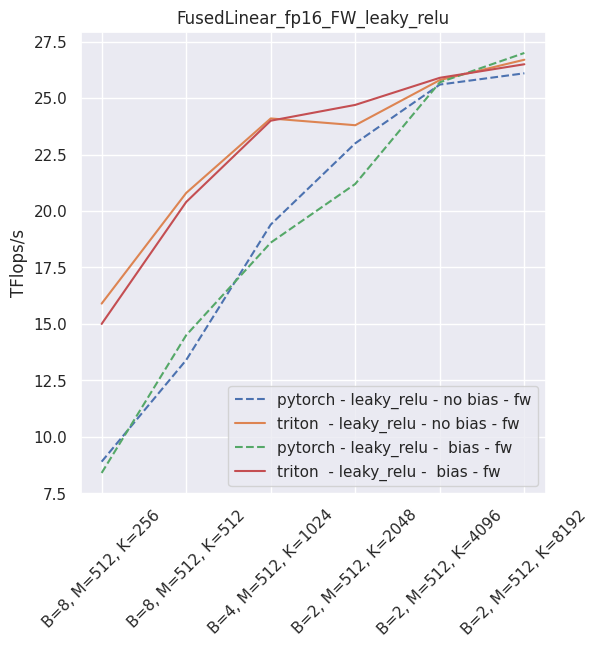 FusedLinear_fp16_FW_leaky_relu
TFlops/s
27.5
25.0
22.5
20.0
17.5
15.0
12.5
10.0
7.5
pytorch - leaky_relu - no bias - fw
triton  - leaky_relu - no bias - fw
pytorch - leaky_relu -  bias - fw
triton  - leaky_relu -  bias - fw
B=8, M=512, K=256
B=8, M=512, K=512
B=4, M=512, K=1024
B=2, M=512, K=2048
B=2, M=512, K=4096
B=2, M=512, K=8192